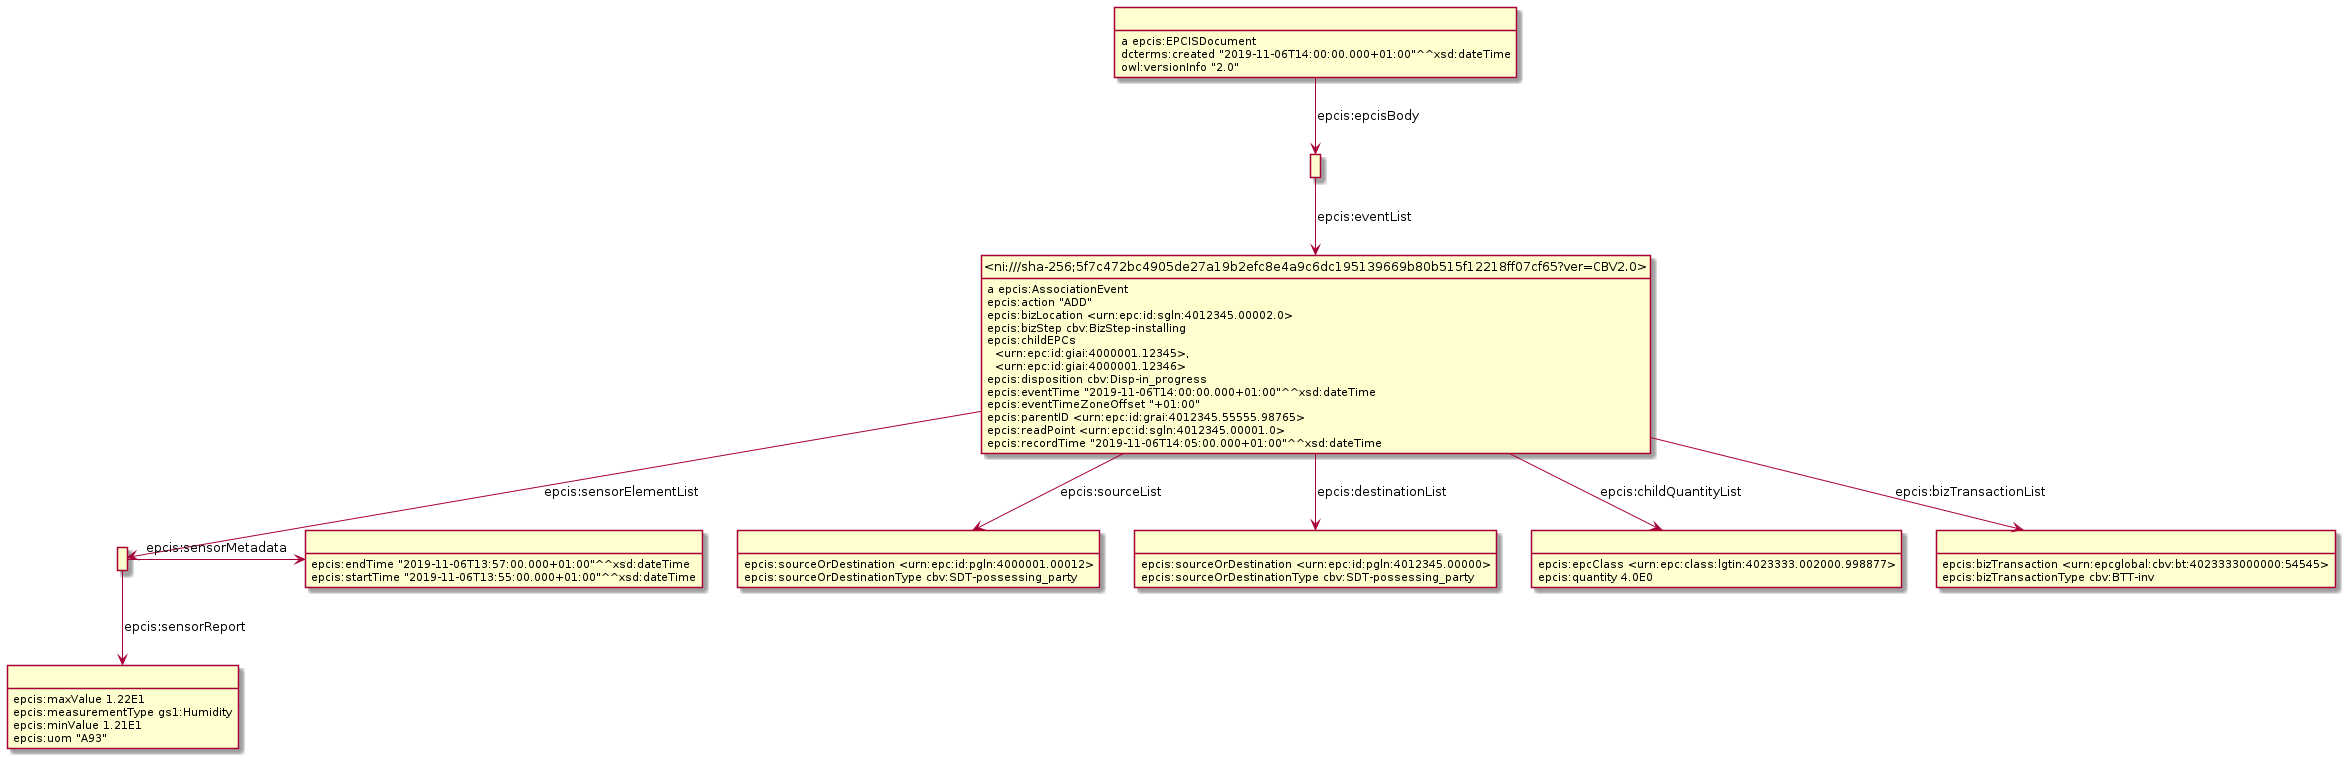 a epcis:EPCISDocument
dcterms:created "2019-11-06T14:00:00.000+01:00"^^xsd:dateTime
owl:versionInfo "2.0"
epcis:epcisBody
epcis:eventList
<ni:///sha-256;5f7c472bc4905de27a19b2efc8e4a9c6dc195139669b80b515f12218ff07cf65?ver=CBV2.0>
a epcis:AssociationEvent
epcis:action "ADD"
epcis:bizLocation <urn:epc:id:sgln:4012345.00002.0>
epcis:bizStep cbv:BizStep-installing
epcis:childEPCs
<urn:epc:id:giai:4000001.12345>,
<urn:epc:id:giai:4000001.12346>
epcis:disposition cbv:Disp-in_progress
epcis:eventTime "2019-11-06T14:00:00.000+01:00"^^xsd:dateTime
epcis:eventTimeZoneOffset "+01:00"
epcis:parentID <urn:epc:id:grai:4012345.55555.98765>
epcis:readPoint <urn:epc:id:sgln:4012345.00001.0>
epcis:recordTime "2019-11-06T14:05:00.000+01:00"^^xsd:dateTime
epcis:sensorElementList
epcis:sourceList
epcis:destinationList
epcis:childQuantityList
epcis:bizTransactionList
epcis:sensorMetadata
epcis:endTime "2019-11-06T13:57:00.000+01:00"^^xsd:dateTime
epcis:startTime "2019-11-06T13:55:00.000+01:00"^^xsd:dateTime
epcis:sourceOrDestination <urn:epc:id:pgln:4000001.00012>
epcis:sourceOrDestinationType cbv:SDT-possessing_party
epcis:sourceOrDestination <urn:epc:id:pgln:4012345.00000>
epcis:sourceOrDestinationType cbv:SDT-possessing_party
epcis:epcClass <urn:epc:class:lgtin:4023333.002000.998877>
epcis:quantity 4.0E0
epcis:bizTransaction <urn:epcglobal:cbv:bt:4023333000000:54545>
epcis:bizTransactionType cbv:BTT-inv
epcis:sensorReport
epcis:maxValue 1.22E1
epcis:measurementType gs1:Humidity
epcis:minValue 1.21E1
epcis:uom "A93"